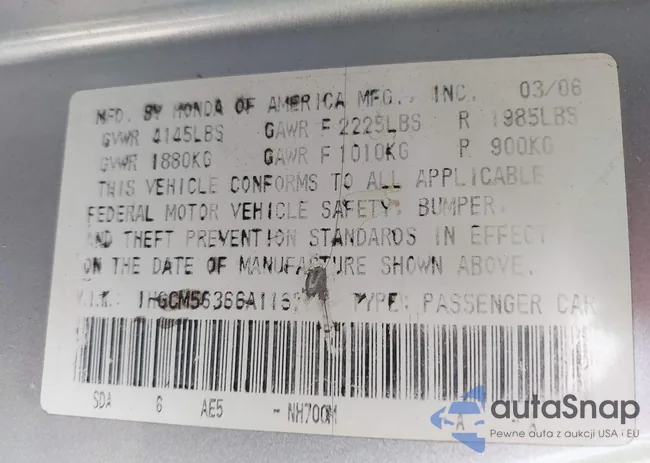 MFD. BY HONDA OF AMERICA MFG., INC. 03/06
GVWR 4145LBS GAWR F 2225LBS R 1985LBS
GVWR 1880KG GAWR F 1010KG R 900KG
THIS VEHICLE CONFORMS TO ALL APPLICABLE
FEDERAL MOTOR VEHICLE SAFETY, BUMPER,
AND THEFT PREVENTION STANDARDS IN EFFECT
ON THE DATE OF MANUFACTURE SHOWN ABOVE.
TYPE: PASSENGER CAR
SDA 6 AE5 -NH700M A A
autaSnap
Pewne auta z aukcji USA i EU